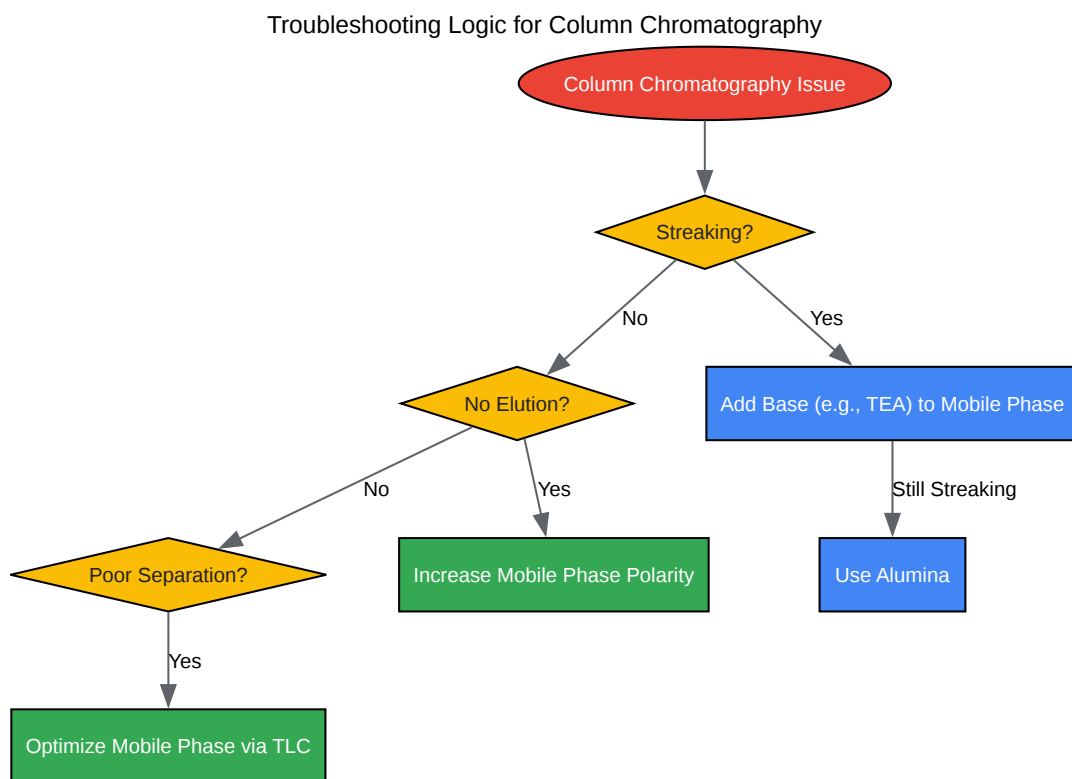 Troubleshooting Logic for Column Chromatography
Column Chromatography Issue
Streaking?
No
Yes
No Elution?
Add Base (e.g., TEA) to Mobile Phase
No
Yes
Still Streaking
Poor Separation?
Increase Mobile Phase Polarity
Use Alumina
Yes
Optimize Mobile Phase via TLC